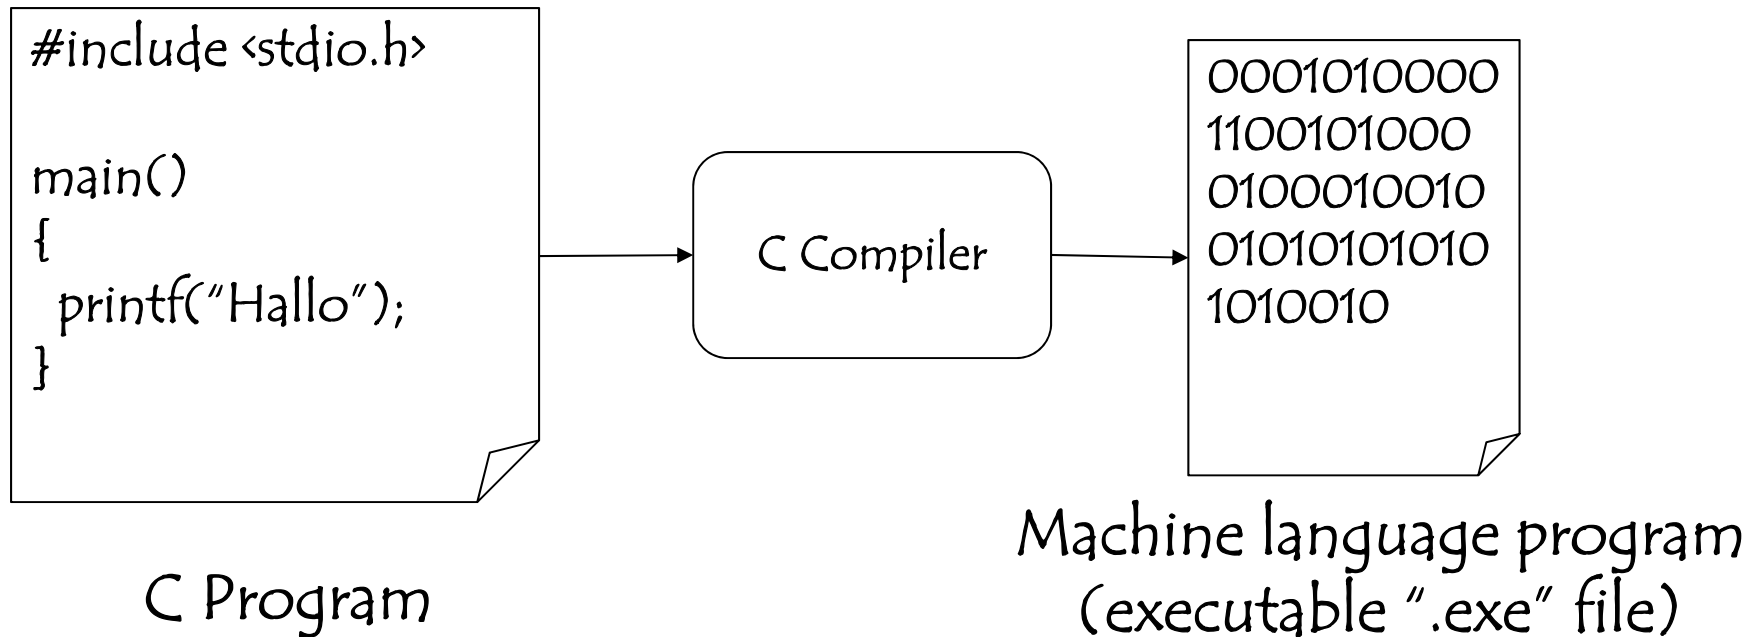 #include <stdio.h>
main()
{
printf(“Hallo”);
}
C Program
C Compiler
0001010000
1100101000
0100010010
01010101010
1010010
Machine language program
(executable “.exe” file)